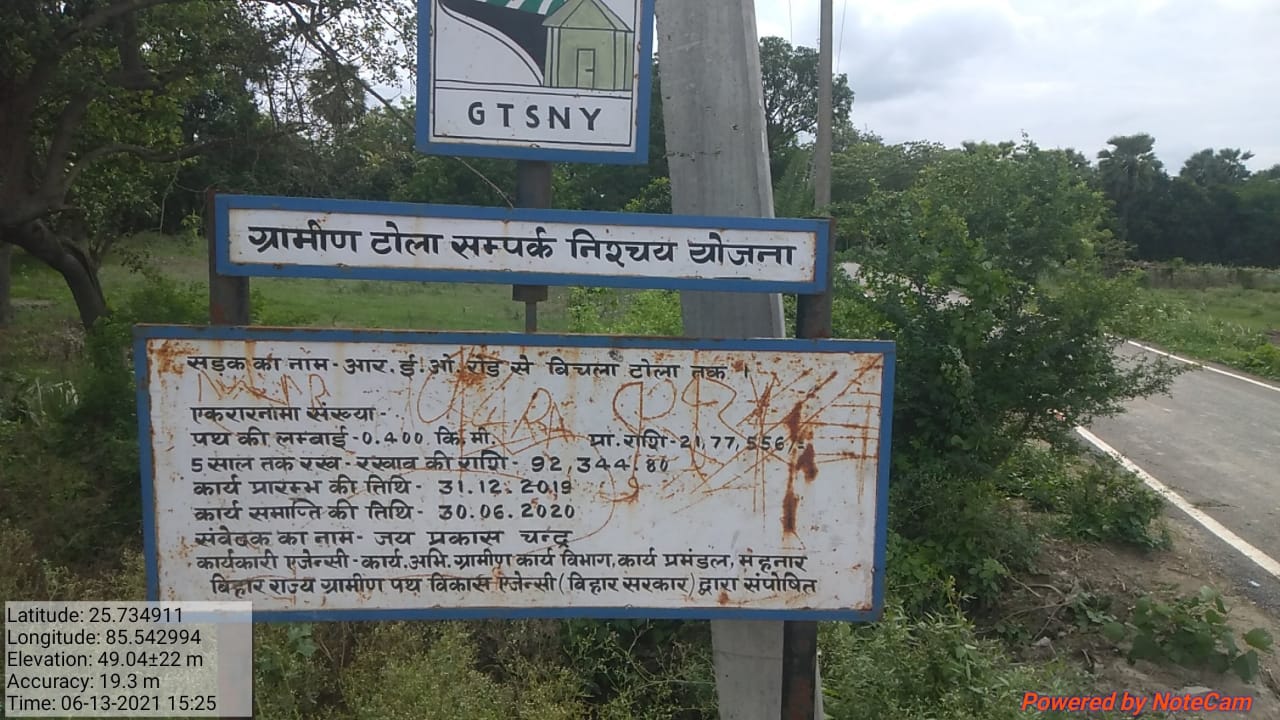 GTSNY
ग्रामीण टोला सम्पर्क निश्चय योजना
सड़क का नाम - आर. ई. ओ. रोड़ से बिचला टोला तक ।
एकरारनामा संख्या -
पथ की लम्बाई - 0.400 कि.मी. प्रा. राशि - 21,77,556/-
5 साल तक रख - रखाव की राशि - 92,344.80
कार्य प्रारम्भ की तिथि - 31.12.2019
कार्य समाप्ति की तिथि - 30.06.2020
संवेदक का नाम - जय प्रकास चन्द्र
कार्यकारी एजेन्सी - कार्य. अभि. ग्रामीण कार्य विभाग, कार्य प्रमंडल, महनार
बिहार राज्य ग्रामीण पथ विकास एजेन्सी (बिहार सरकार) द्वारा संपोषित
Latitude: 25.734911
Longitude: 85.542994
Elevation: 49.04±22 m
Accuracy: 19.3 m
Time: 06-13-2021 15:25
Powered by NoteCam